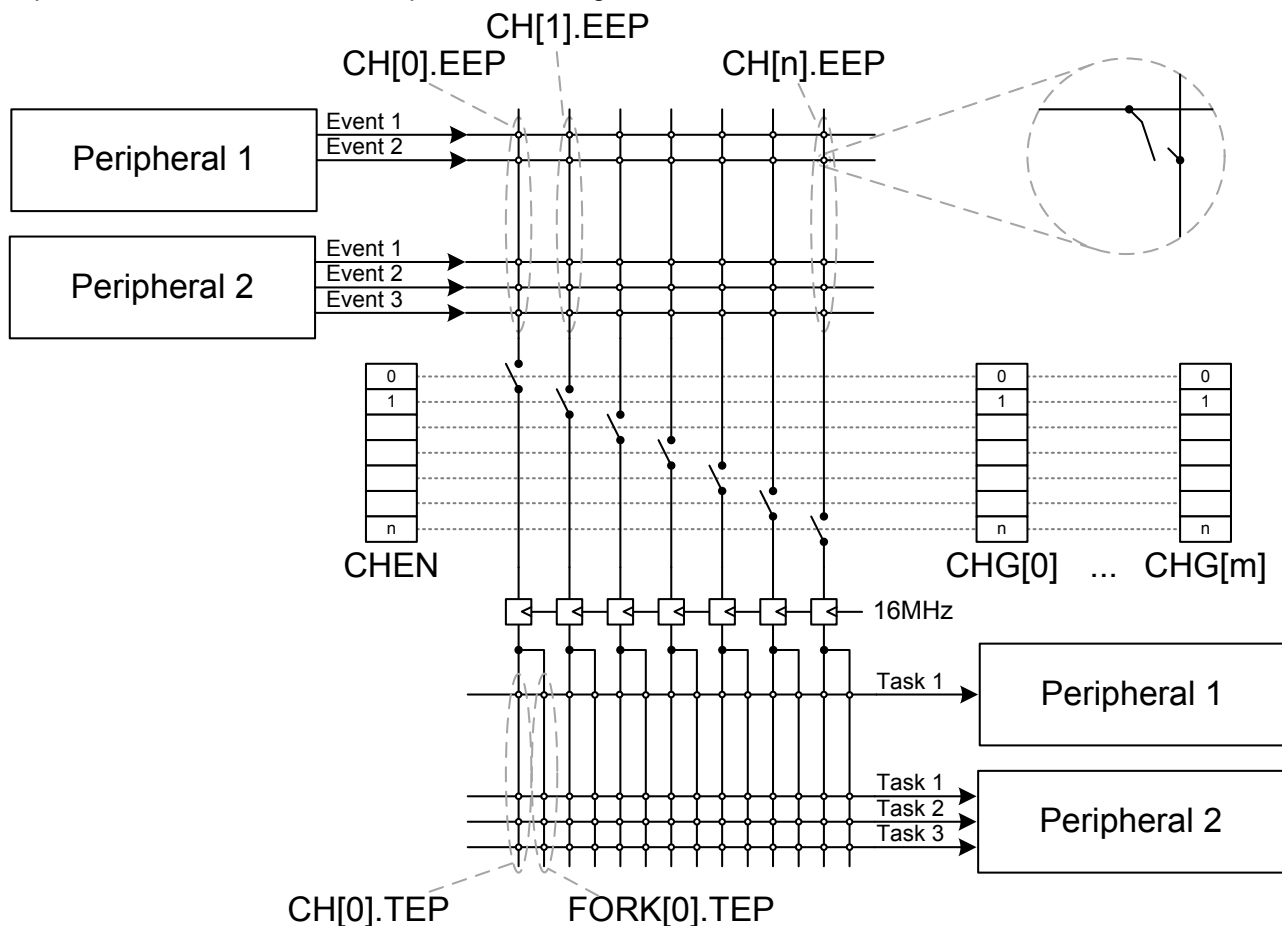 CH[1].EEP
CH[0].EEP
CH[n].EEP
Peripheral 1
Event 1
Event 2
Peripheral 2
Event 1
Event 2
Event 3
0
1
n
CHEN
0
1
n
CHG[0]
...
0
1
n
CHG[m]
16MHz
Task 1
Peripheral 1
Task 1
Task 2
Task 3
Peripheral 2
CH[0].TEP
FORK[0].TEP